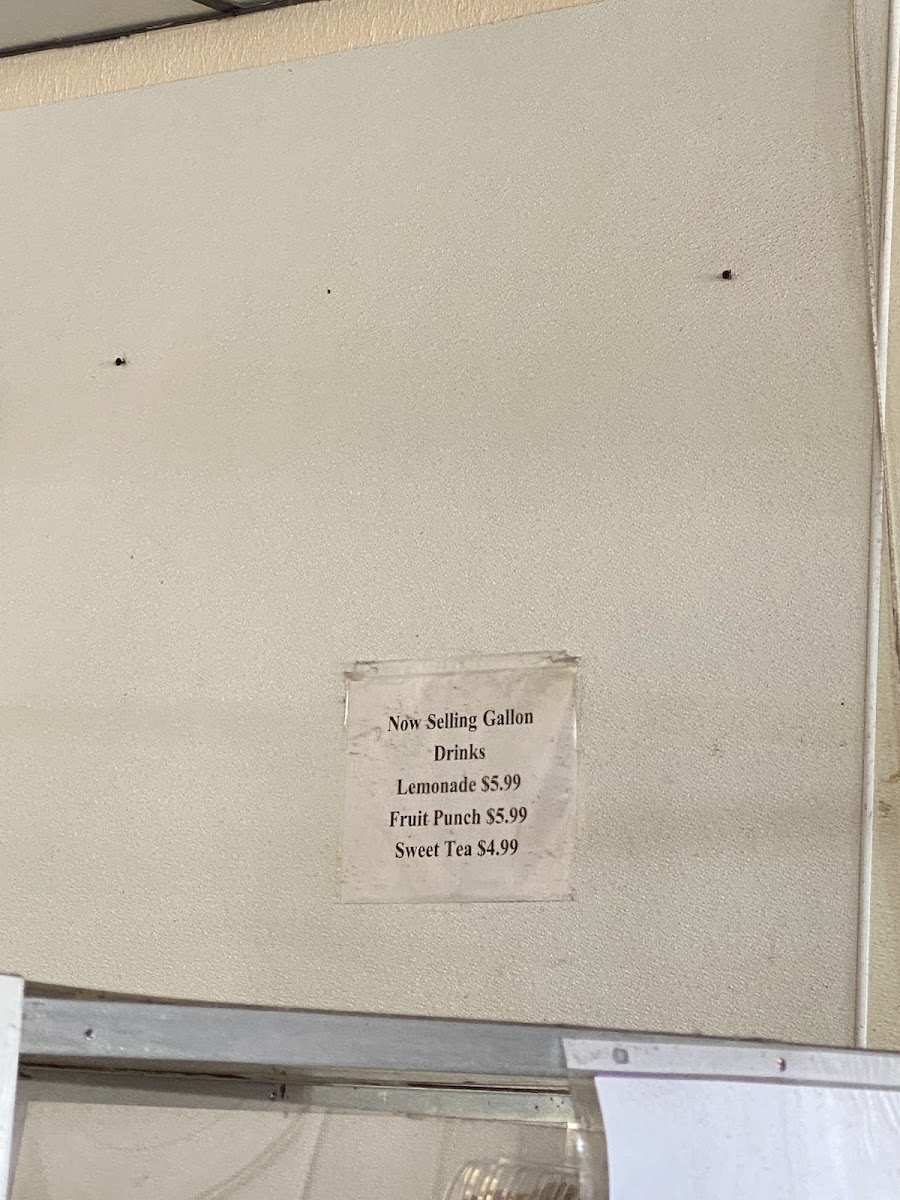 Now Selling Gallon
Drinks
Lemonade $5.99
Fruit Punch $5.99
Sweet Tea $4.99